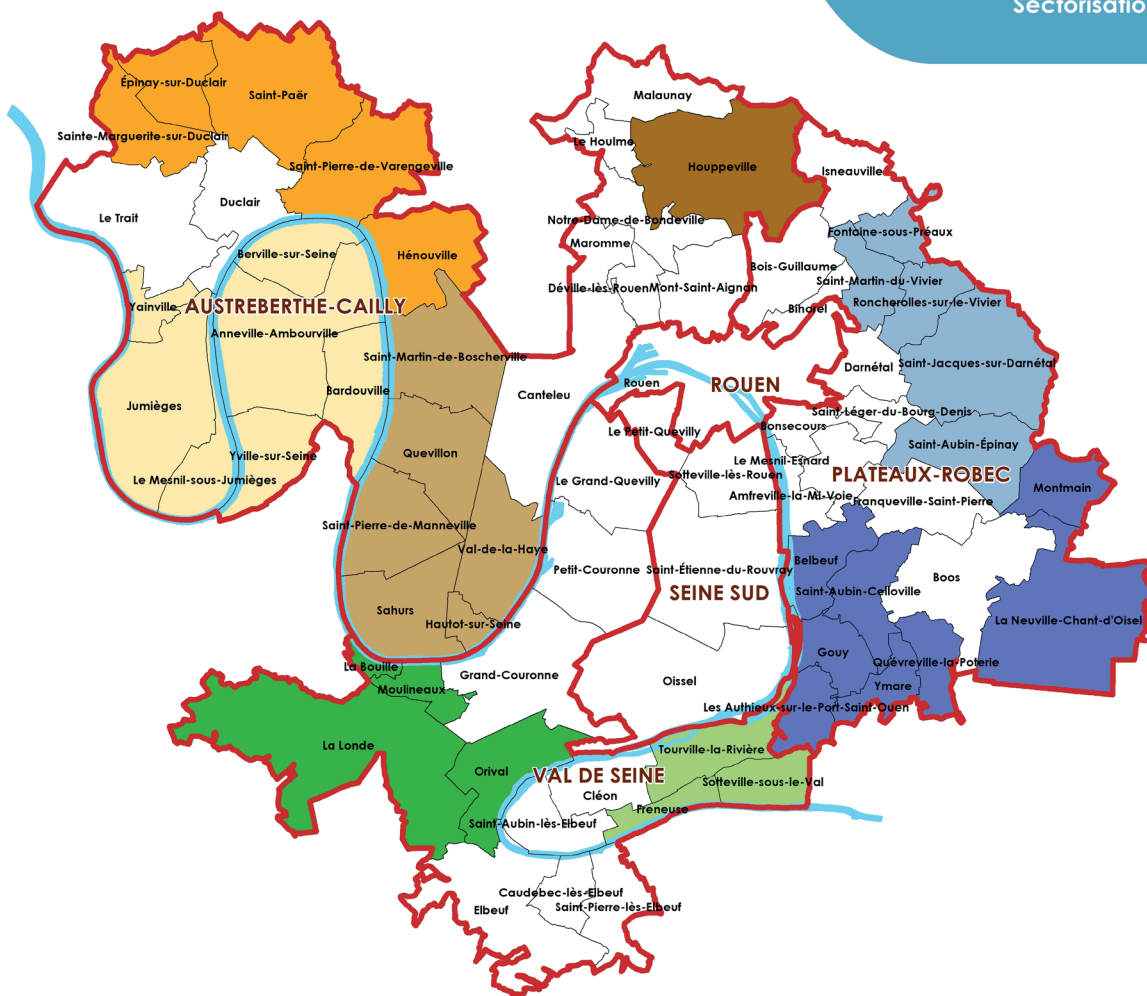 Sectorisation
Épinay-sur-Duclair
Saint-Paër
Malaunay
Sainte-Marguerite-sur-Duclair
Le Houlme
Saint-Pierre-de-Varengeville
Houppeville
Isneauville
Duclair
Le Trait
Notre-Dame-de-Bondeville
Fontaine-sous-Préaux
Maromme
Berville-sur-Seine
Hénouville
Bois-Guillaume
Saint-Martin-du-Vivier
Déville-lès-Rouen
Mont-Saint-Aignan
Yainville
AUSTREBERTHE-CAILLY
Bihorel
Roncherolles-sur-le-Vivier
Anneville-Ambourville
Saint-Martin-de-Boscherville
Darnétal
Saint-Jacques-sur-Darnétal
Rouen
ROUEN
Bardouville
Canteleu
Jumièges
Saint-Léger-du-Bourg-Denis
Le Petit-Quevilly
Bonsecours
Saint-Aubin-Épinay
Quevillon
Yville-sur-Seine
Le Mesnil-Esnard
Le Mesnil-sous-Jumièges
Le Grand-Quevilly
Sotteville-lès-Rouen
PLATEAUX-ROBEC
Montmain
Amfreville-la-Mi-Voie
Franqueville-Saint-Pierre
Saint-Pierre-de-Manneville
Val-de-la-Haye
Belbeuf
Petit-Couronne
Saint-Étienne-du-Rouvray
Boos
SEINE SUD
Saint-Aubin-Celloville
Sahurs
Hautot-sur-Seine
La Neuville-Chant-d'Oisel
Gouy
Quévreville-la-Poterie
La Bouille
Grand-Couronne
Oissel
Ymare
Moulineaux
Les Authieux-sur-le-Port-Saint-Ouen
La Londe
Tourville-la-Rivière
Orival
VAL DE SEINE
Sotteville-sous-le-Val
Cléon
Freneuse
Saint-Aubin-lès-Elbeuf
Caudebec-lès-Elbeuf
Elbeuf
Saint-Pierre-lès-Elbeuf